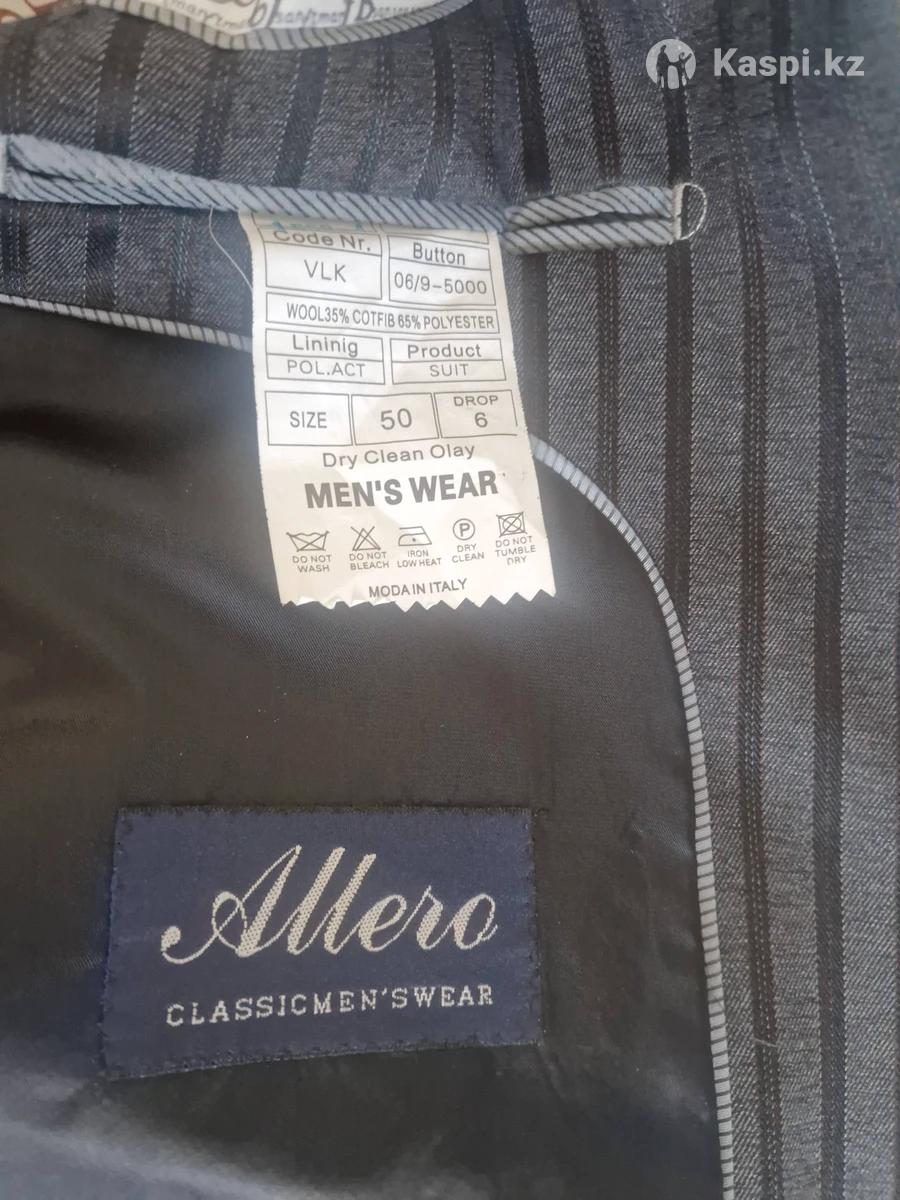 Kaspi.kz
Code Nr. Button
VLK 06/9-5000
WOOL35% COTFIB 65% POLYESTER
Lininig Product
POL.ACT SUIT
SIZE 50 DROP 6
Dry Clean Olay
MEN'S WEAR
DO NOT WASH DO NOT BLEACH IRON LOW HEAT P DRY CLEAN DO NOT TUMBLE DRY
MODA IN ITALY
Allero
CLASSICMEN'SWEAR